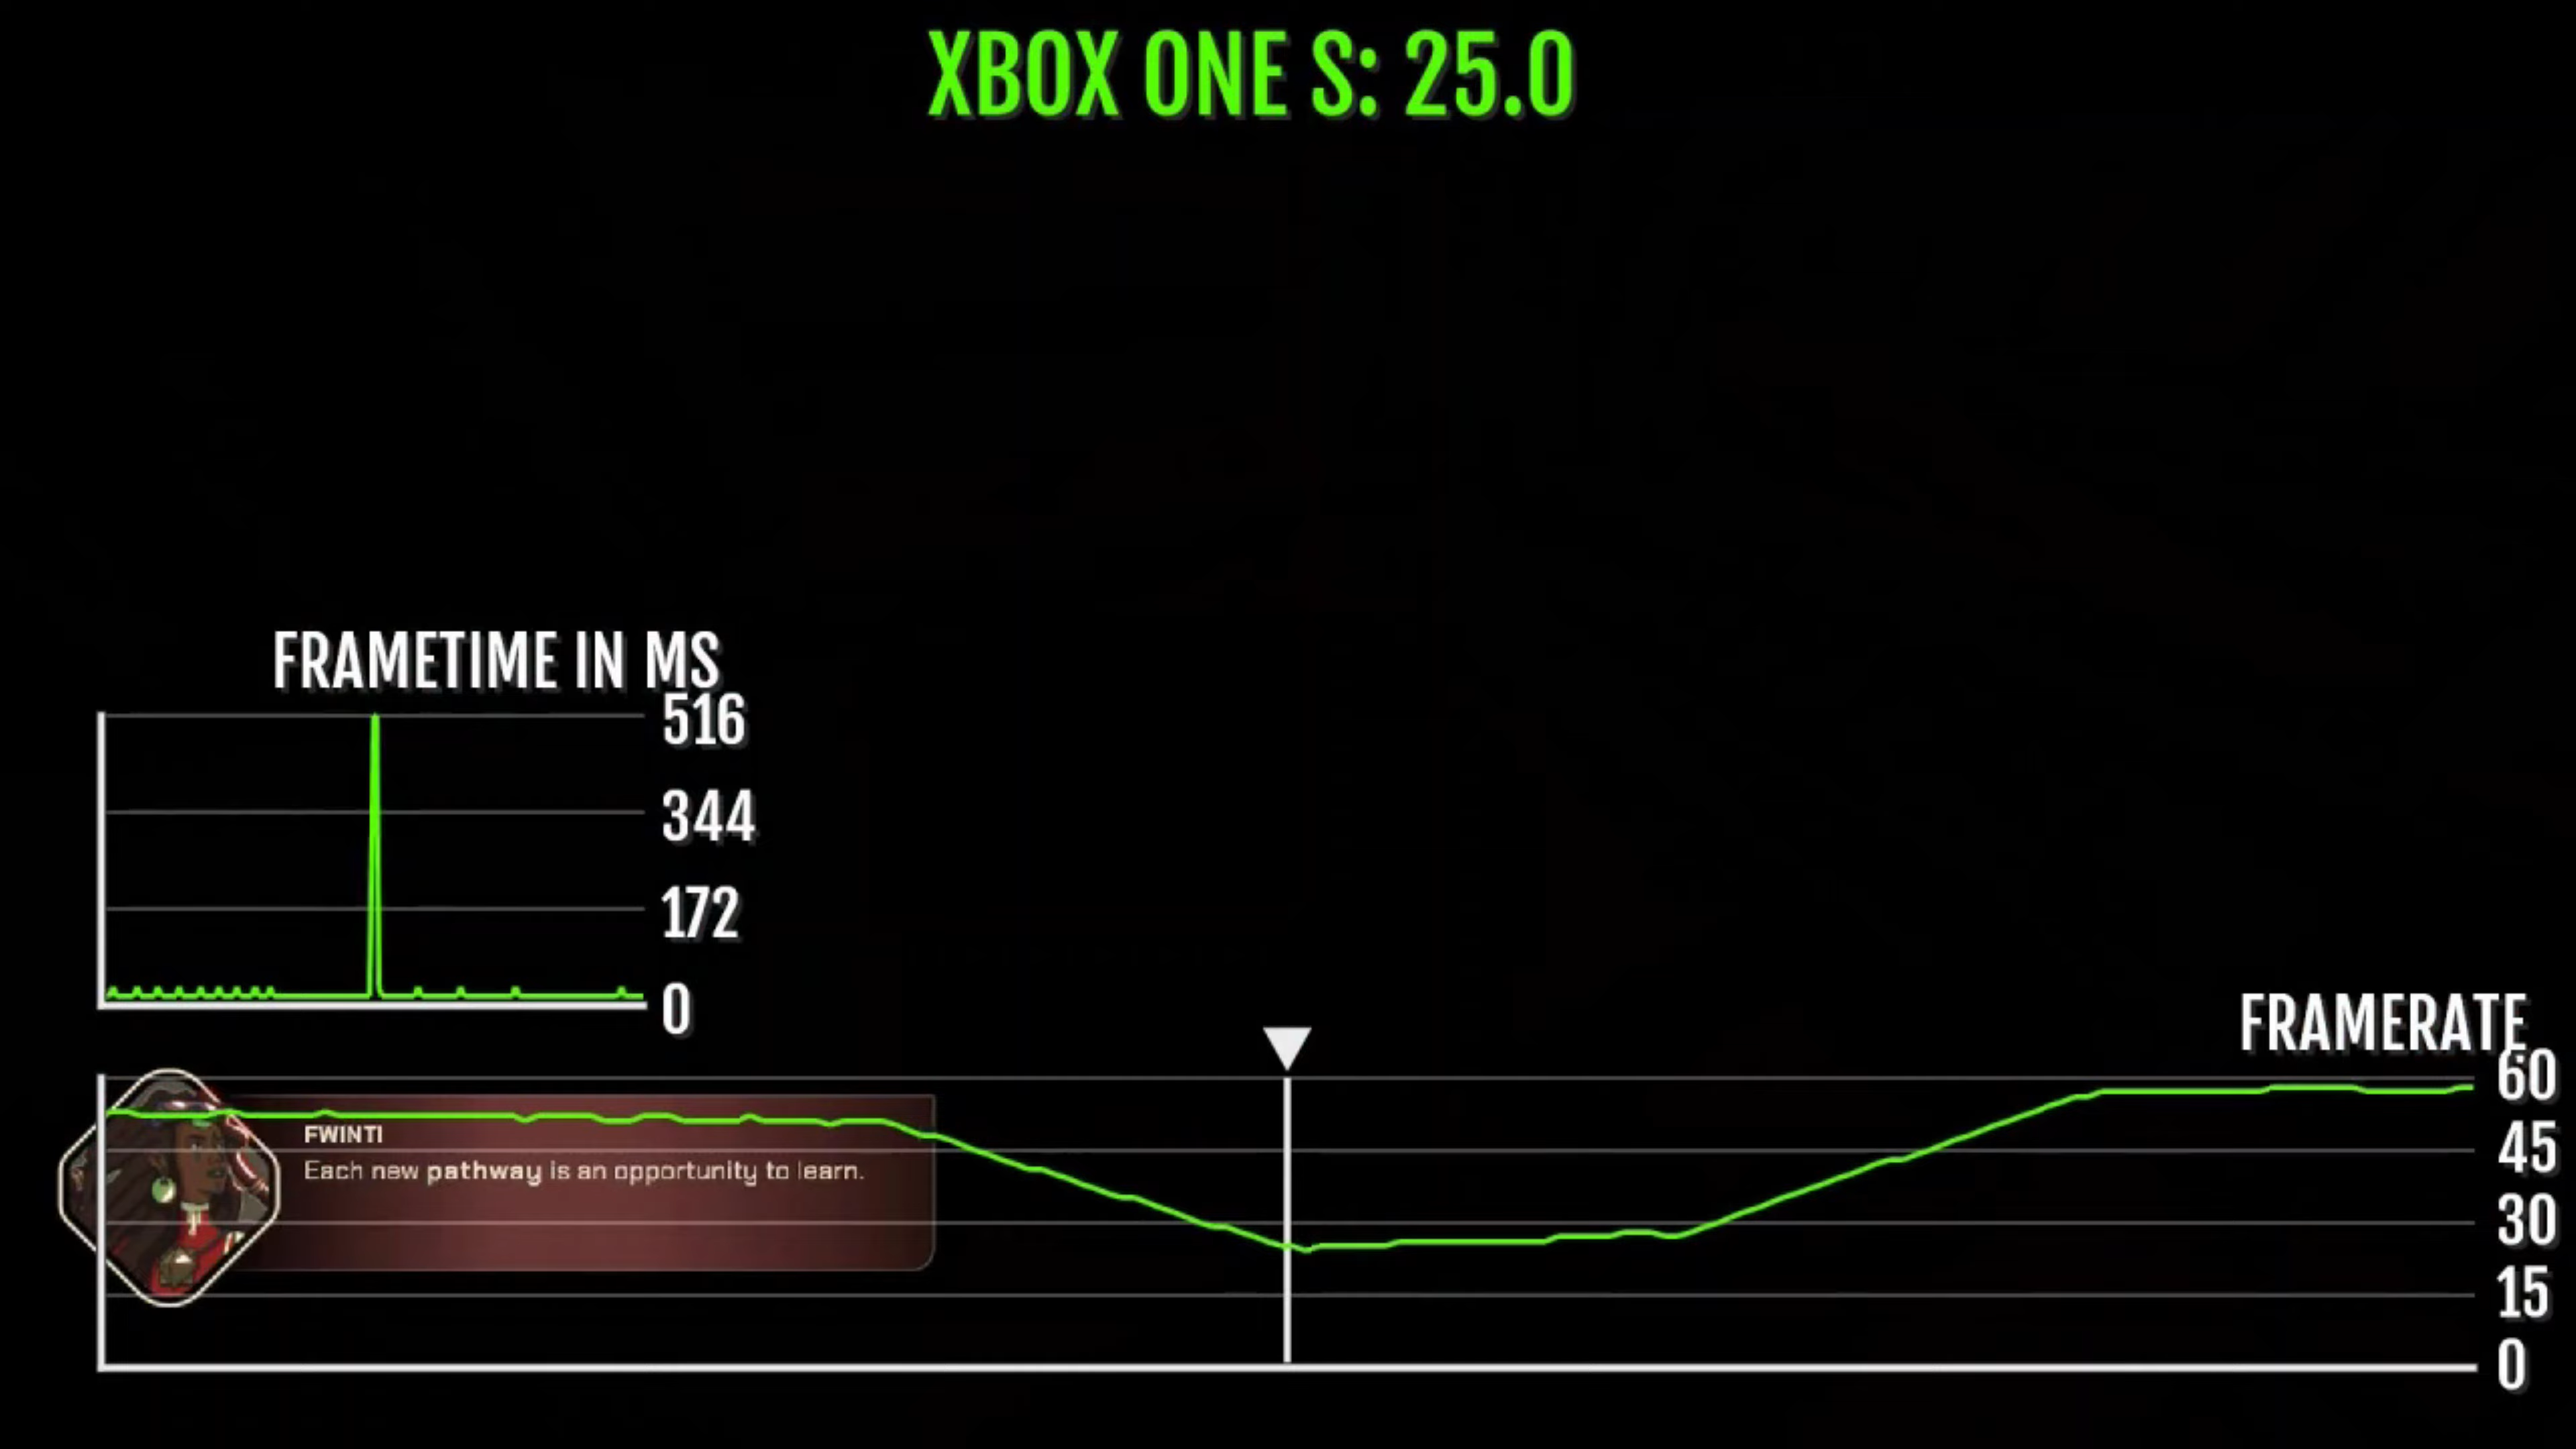 XBOX ONE S: 25.0
FRAMETIME IN MS
516
344
172
0
FRAMERATE
60
45
30
15
0
FWINTI
Each new pathway is an opportunity to learn.